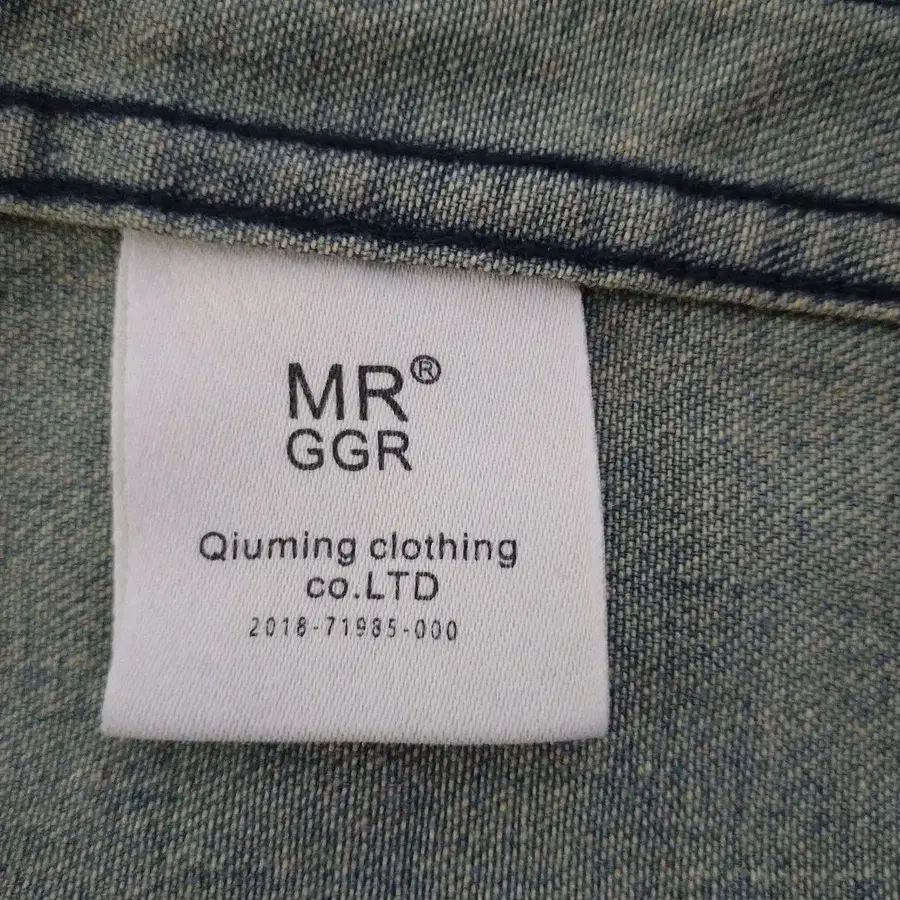 MR®
GGR
Qiuming clothing
co.LTD
2018-71985-000